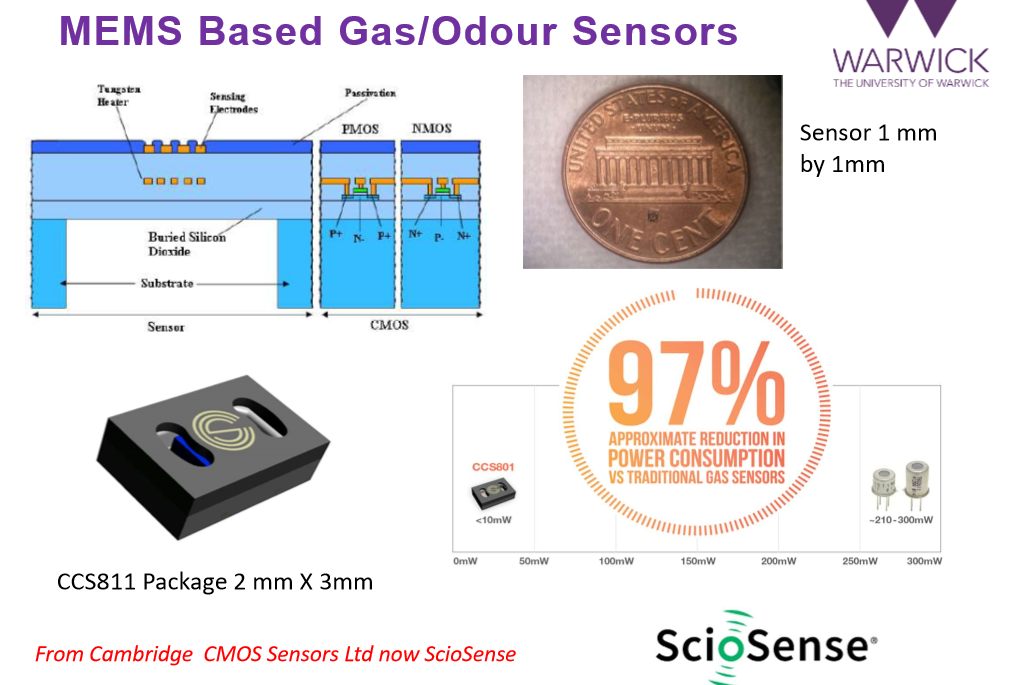 MEMS Based Gas/Odour Sensors
WARWICK
THE UNIVERSITY OF WARWICK
Tungsten
Heater
Sensing
Electrodes
Passivation
PMOS
NMOS
P+
N-
P+
N+
P-
N+
Buried Silicon
Dioxide
Substrate
Sensor
CMOS
UNITED STATES OF AMERICA
E·PLURIBUS
·UNUM·
ONE CENT
Sensor 1 mm
by 1mm
97%
APPROXIMATE REDUCTION IN
POWER CONSUMPTION
VS TRADITIONAL GAS SENSORS
CCS801
<10mW
~210-300mW
0mW
50mW
100mW
150mW
200mW
250mW
300mW
CCS811 Package 2 mm X 3mm
From Cambridge  CMOS Sensors Ltd now ScioSense
ScioSense®